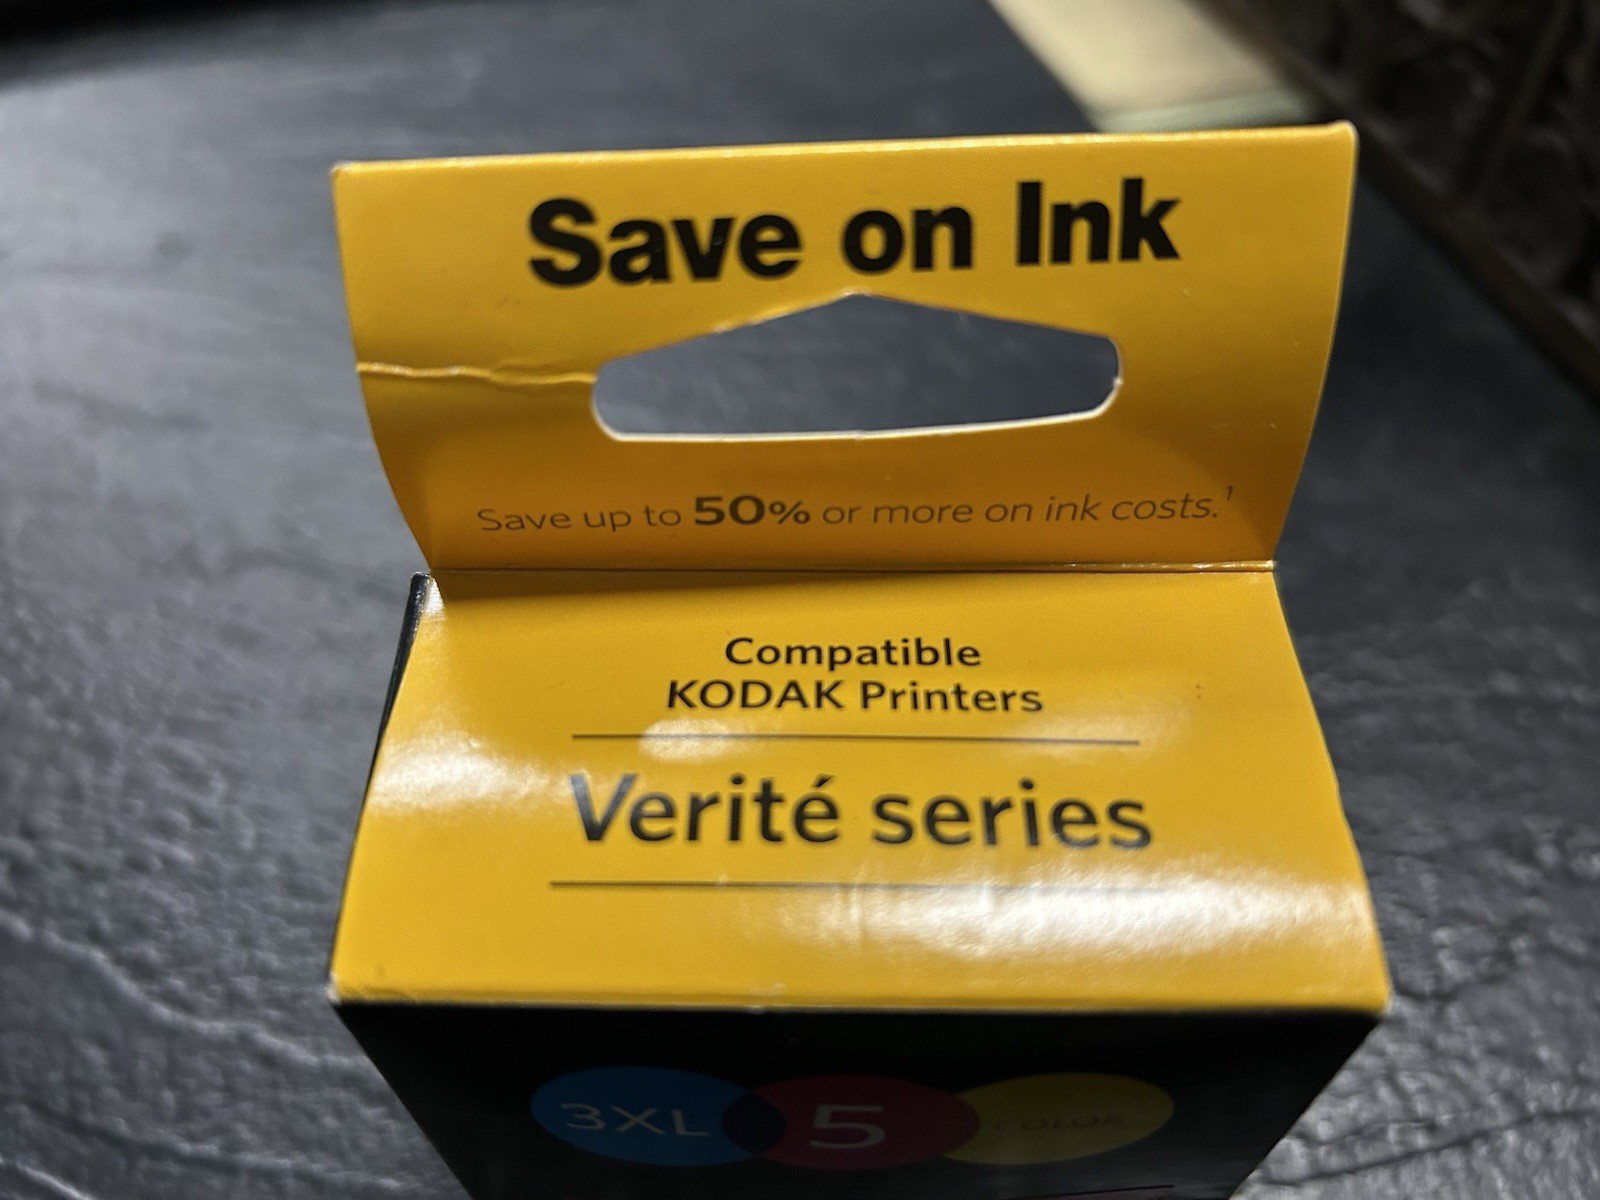 Save on Ink
Save up to 50% or more on ink costs.¹
Compatible
KODAK Printers
Verité series
3XL 5 COLOR